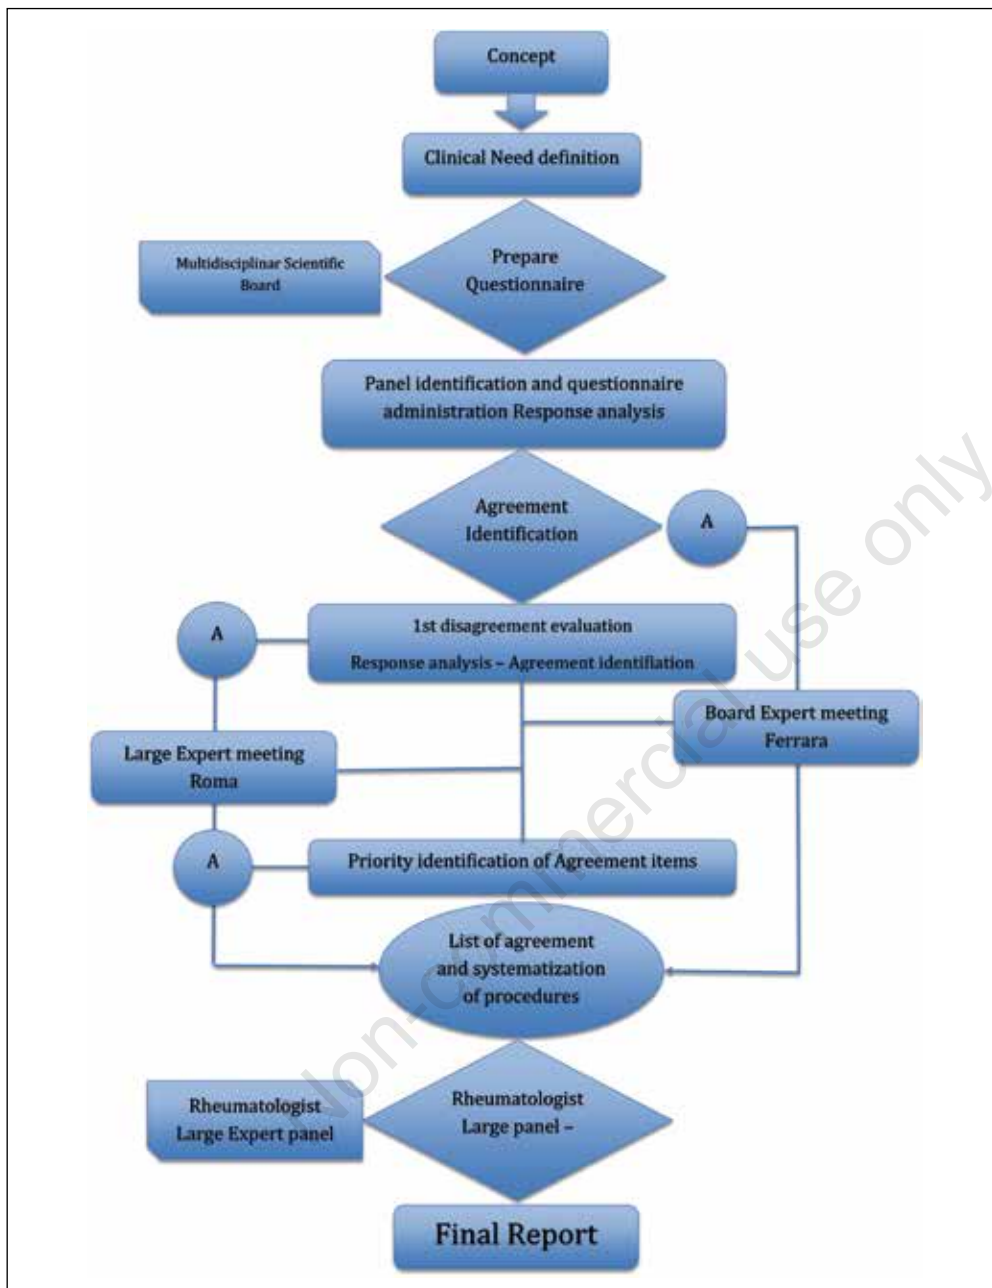 Concept
Clinical Need definition
Multidisciplinar Scientific
Board
Prepare
Questionnaire
Panel identification and questionnaire
administration Response analysis
Agreement
Identification
A
A
1st disagreement evaluation
Response analysis – Agreement identifiation
Board Expert meeting
Ferrara
Large Expert meeting
Roma
A
Priority identification of Agreement items
List of agreement
and systematization
of procedures
Rheumatologist
Large Expert panel
Rheumatologist
Large panel –
Final Report
Non-commercial use only